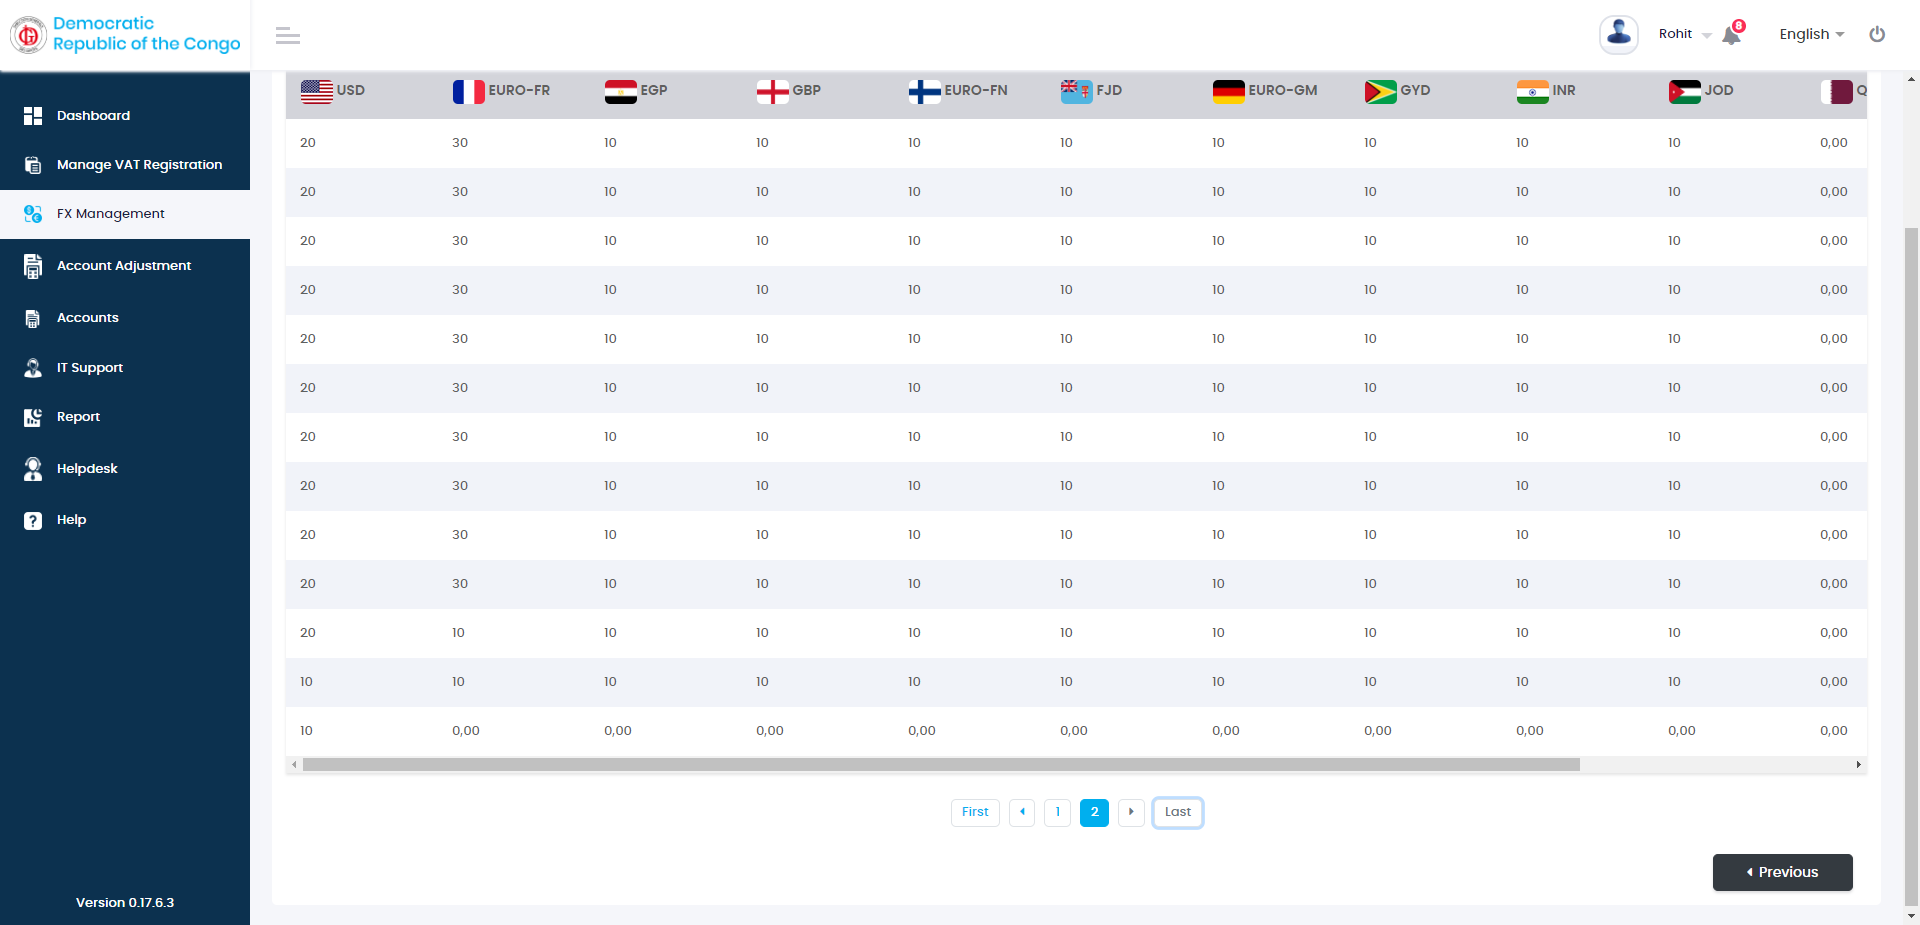 Democratic
Republic of the Congo
Rohit
8
English
Dashboard
Manage VAT Registration
FX Management
Account Adjustment
Accounts
IT Support
Report
Helpdesk
Help
Version 0.17.6.3
USD EURO-FR EGP GBP EURO-FN FJD EURO-GM GYD INR JOD Q
20 30 10 10 10 10 10 10 10 10 0,00
20 30 10 10 10 10 10 10 10 10 0,00
20 30 10 10 10 10 10 10 10 10 0,00
20 30 10 10 10 10 10 10 10 10 0,00
20 30 10 10 10 10 10 10 10 10 0,00
20 30 10 10 10 10 10 10 10 10 0,00
20 30 10 10 10 10 10 10 10 10 0,00
20 30 10 10 10 10 10 10 10 10 0,00
20 30 10 10 10 10 10 10 10 10 0,00
20 30 10 10 10 10 10 10 10 10 0,00
20 10 10 10 10 10 10 10 10 10 0,00
10 10 10 10 10 10 10 10 10 10 0,00
10 0,00 0,00 0,00 0,00 0,00 0,00 0,00 0,00 0,00 0,00
First 1 2 Last
Previous